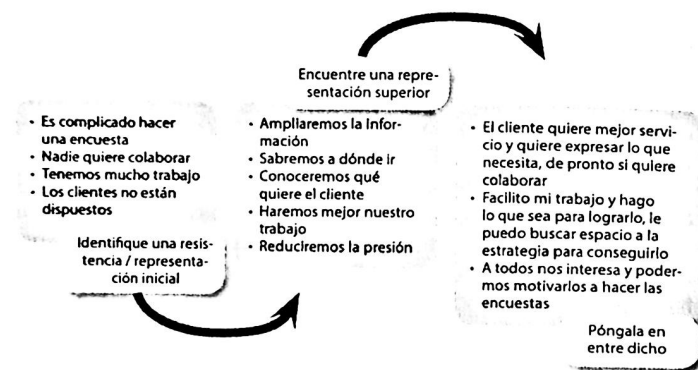 • Es complicado hacer
una encuesta
• Nadie quiere colaborar
• Tenemos mucho trabajo
• Los clientes no están
dispuestos
Identifique una resis-
tencia / representa-
ción inicial
Encuentre una repre-
sentación superior
• Ampliaremos la Infor-
mación
• Sabremos a dónde ir
• Conoceremos qué
quiere el cliente
• Haremos mejor nuestro
trabajo
• Reduciremos la presión
• El cliente quiere mejor servi-
cio y quiere expresar lo que
necesita, de pronto si quiere
colaborar
• Facilito mi trabajo y hago
lo que sea para lograrlo, le
puedo buscar espacio a la
estrategia para conseguirlo
• A todos nos interesa y poder-
mos motivarlos a hacer las
encuestas
Póngala en
entre dicho